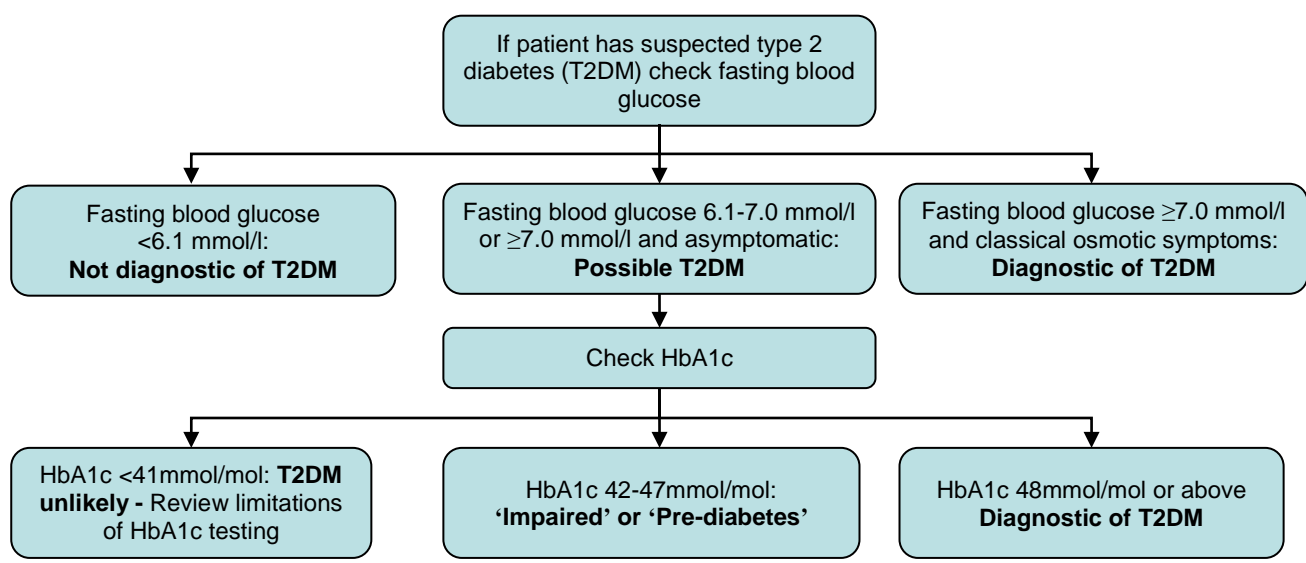 If patient has suspected type 2
diabetes (T2DM) check fasting blood
glucose
Fasting blood glucose
<6.1 mmol/l:
Not diagnostic of T2DM
Fasting blood glucose 6.1-7.0 mmol/l
or ≥7.0 mmol/l and asymptomatic:
Possible T2DM
Fasting blood glucose ≥7.0 mmol/l
and classical osmotic symptoms:
Diagnostic of T2DM
Check HbA1c
HbA1c <41mmol/mol: T2DM
unlikely - Review limitations
of HbA1c testing
HbA1c 42-47mmol/mol:
‘Impaired’ or ‘Pre-diabetes’
HbA1c 48mmol/mol or above
Diagnostic of T2DM